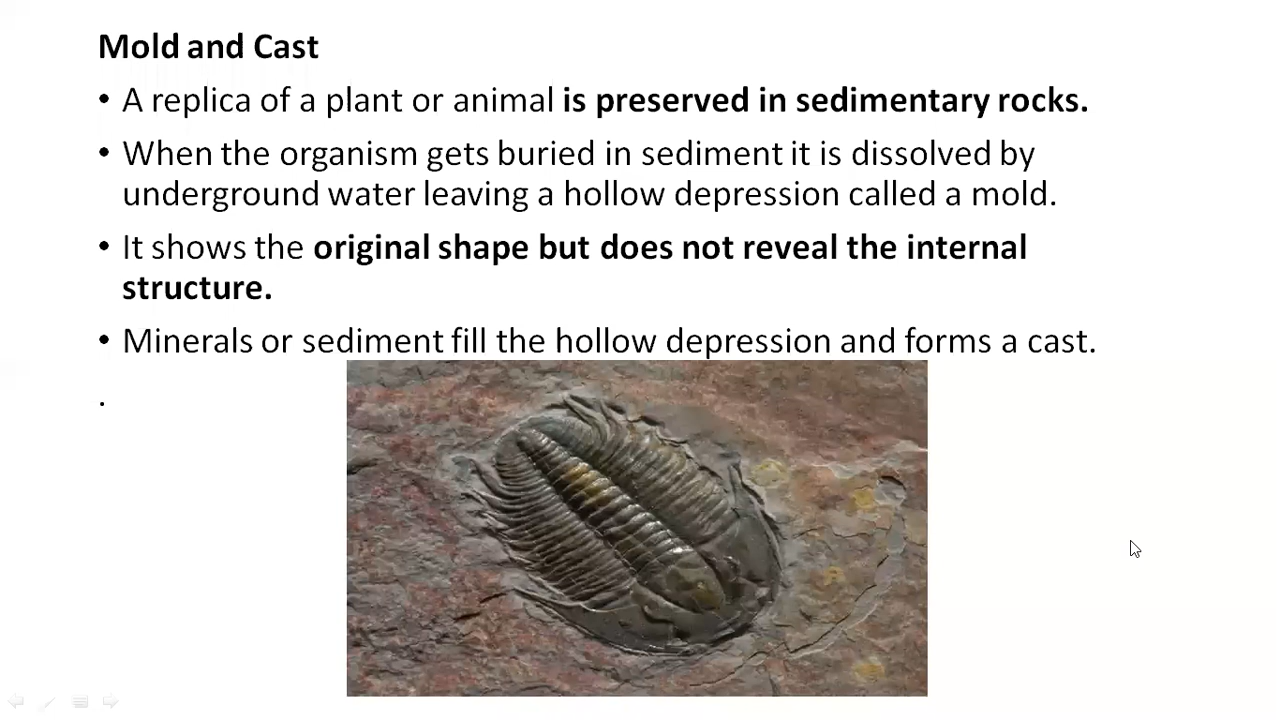 Mold and Cast
• A replica of a plant or animal is preserved in sedimentary rocks.
• When the organism gets buried in sediment it is dissolved by
underground water leaving a hollow depression called a mold.
• It shows the original shape but does not reveal the internal
structure.
• Minerals or sediment fill the hollow depression and forms a cast.
.